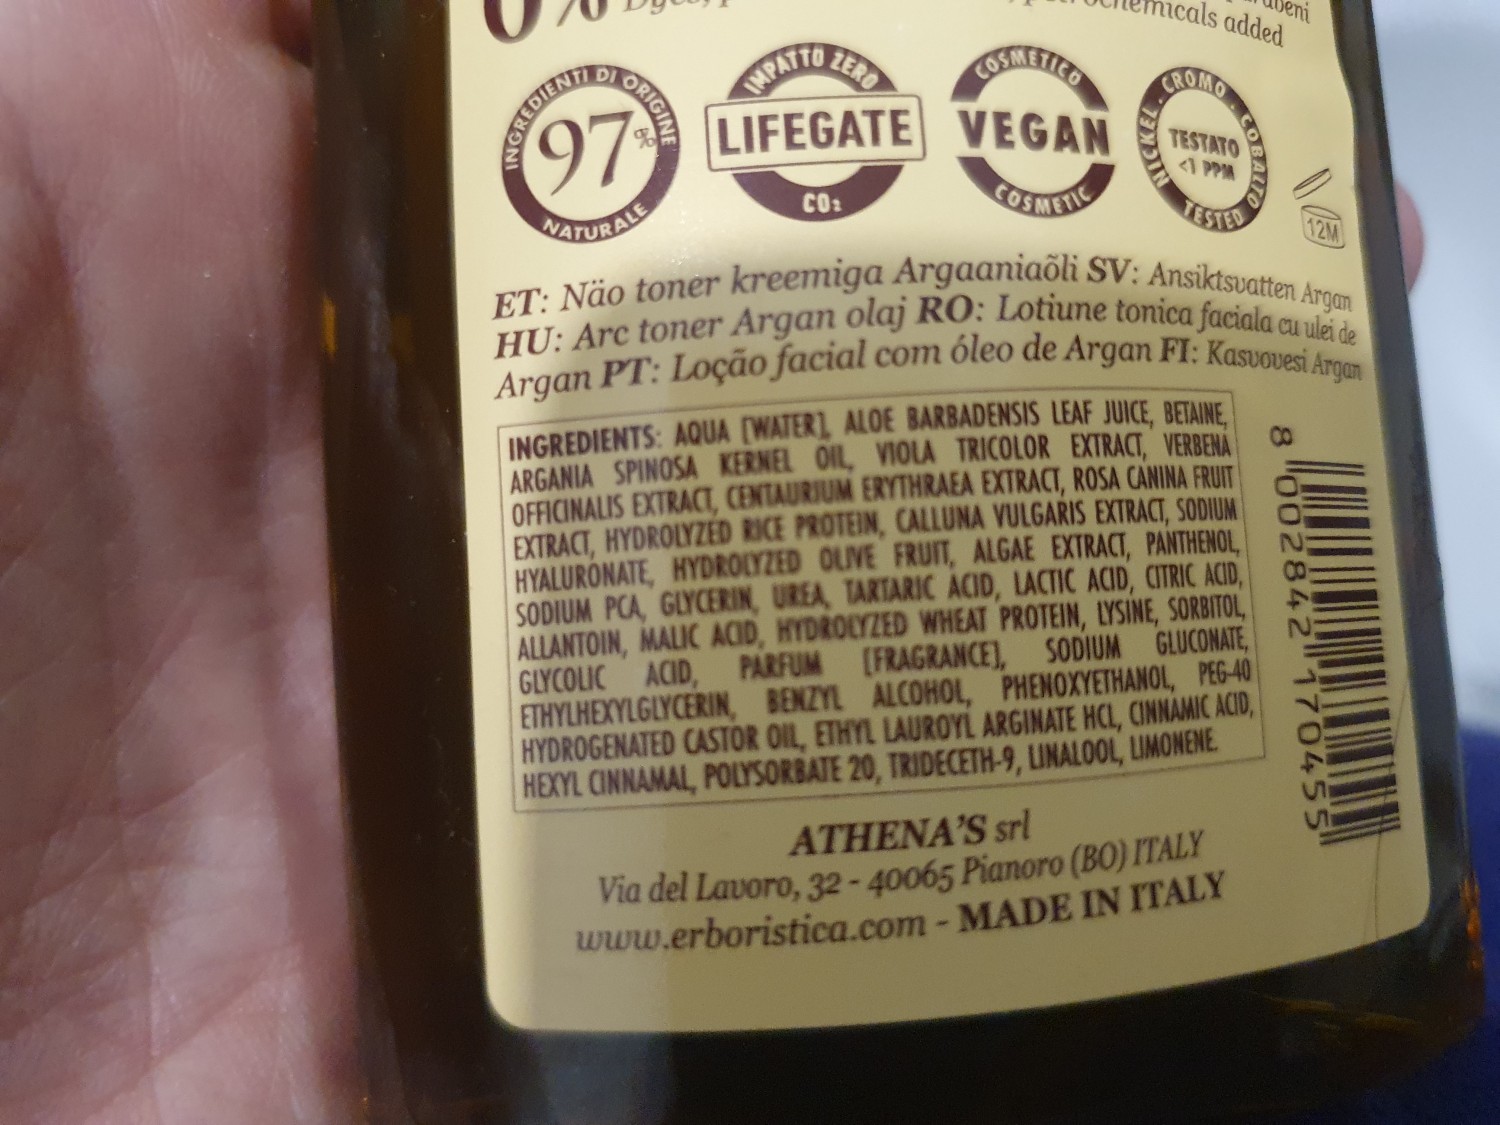 0% Dyes,
petrochemicals added
INGREDIENTI DI ORIGINE
97%
NATURALE
IMPATTO ZERO
LIFEGATE
CO₂
COSMETICO
VEGAN
COSMETIC
NICKEL . CROMO . COBALTO
TESTATO
<1 PPM
TESTED
12M
ET: Näo toner kreemiga Argaaniaõli SV: Ansiktsvatten Argan
HU: Arc toner Argan olaj RO: Lotiune tonica faciala cu ulei de
Argan PT: Loção facial com óleo de Argan FI: Kasvovesi Argan
INGREDIENTS: AQUA [WATER], ALOE BARBADENSIS LEAF JUICE, BETAINE,
ARGANIA SPINOSA KERNEL OIL, VIOLA TRICOLOR EXTRACT, VERBENA
OFFICINALIS EXTRACT, CENTAURIUM ERYTHRAEA EXTRACT, ROSA CANINA FRUIT
EXTRACT, HYDROLYZED RICE PROTEIN, CALLUNA VULGARIS EXTRACT, SODIUM
HYALURONATE, HYDROLYZED OLIVE FRUIT, ALGAE EXTRACT, PANTHENOL,
SODIUM PCA, GLYCERIN, UREA, TARTARIC ACID, LACTIC ACID, CITRIC ACID,
ALLANTOIN, MALIC ACID, HYDROLYZED WHEAT PROTEIN, LYSINE, SORBITOL,
GLYCOLIC ACID, PARFUM [FRAGRANCE], SODIUM GLUCONATE,
ETHYLHEXYLGLYCERIN, BENZYL ALCOHOL, PHENOXYETHANOL, PEG-40
HYDROGENATED CASTOR OIL, ETHYL LAUROYL ARGINATE HCL, CINNAMIC ACID,
HEXYL CINNAMAL, POLYSORBATE 20, TRIDECETH-9, LINALOOL, LIMONENE.
8 002842 170455
ATHENA'S srl
Via del Lavoro, 32 - 40065 Pianoro (BO) ITALY
www.erboristica.com - MADE IN ITALY